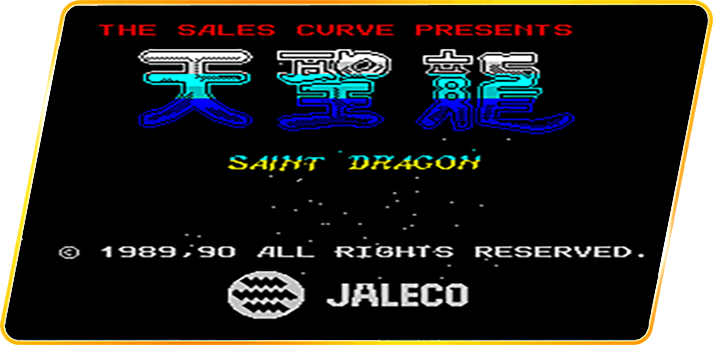 THE SALES CURVE PRESENTS
天聖龍
SAINT DRAGON
© 1989,90 ALL RIGHTS RESERVED.
JALECO